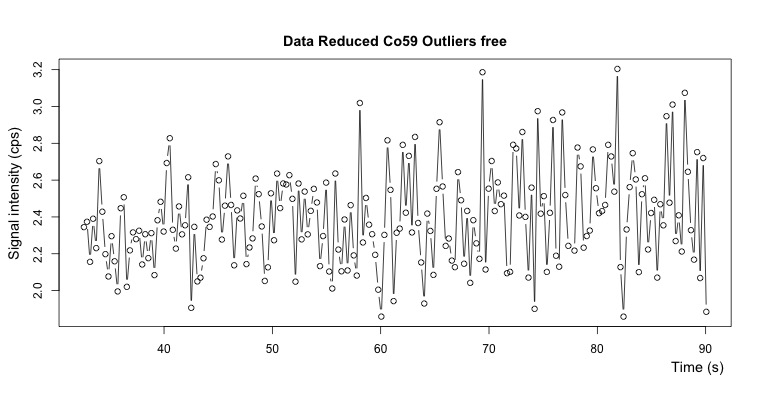 Data Reduced Co59 Outliers free
Signal intensity (cps)
3.2
3.0
2.8
2.6
2.4
2.2
2.0
40 50 60 70 80 90
Time (s)